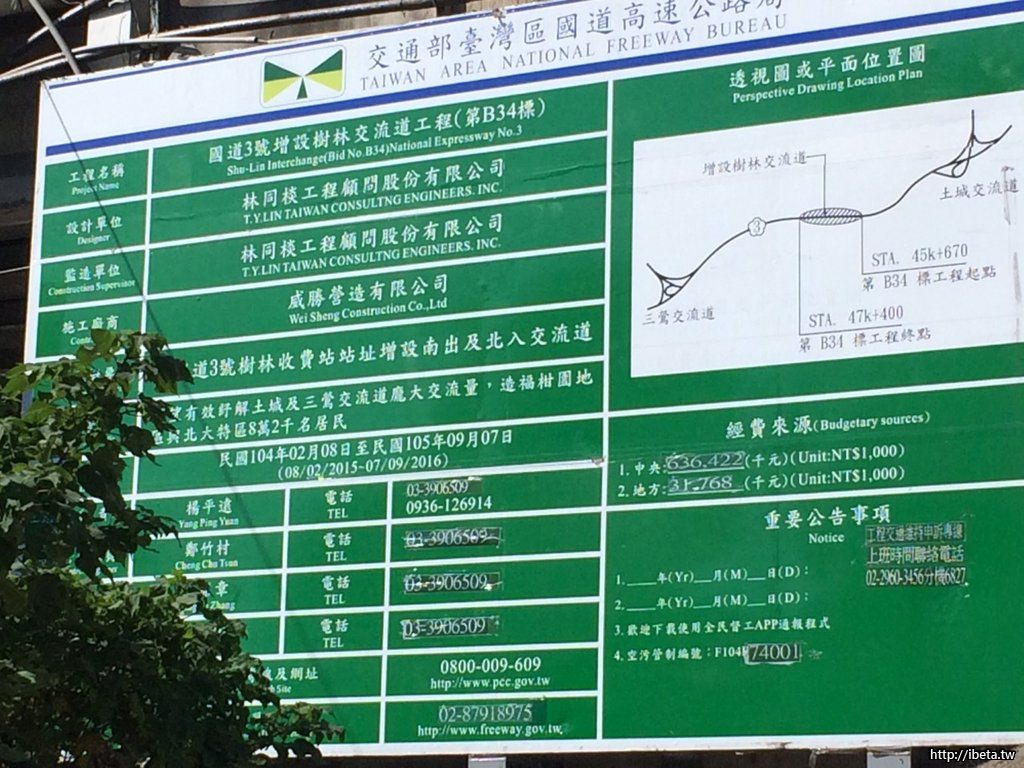 交通部臺灣區國道高速公路局
TAIWAN AREA NATIONAL FREEWAY BUREAU
工程名稱
Project Name
國道3號增設樹林交流道工程(第B34標)
Shu-Lin Interchange(Bid No.B34)National Expressway No.3
設計單位
Designer
林同棪工程顧問股份有限公司
T.Y.LIN TAIWAN CONSULTNG ENGINEERS. INC.
監造單位
Construction Supervisor
林同棪工程顧問股份有限公司
T.Y.LIN TAIWAN CONSULTNG ENGINEERS. INC.
施工廠商
威勝營造有限公司
Wei Sheng Construction Co.,Ltd
道3號樹林收費站站址增設南出及北入交流道
有效紓解土城及三鶯交流道龐大交流量，造福柑園地
區與北大特區8萬2千名居民
民國104年02月08日至民國105年09月07日
(08/02/2015~07/09/2016)
楊平遠
Yang Ping Yuan
電話
TEL
03-3906509
0936-126914
鄭竹村
Cheng Chu Tsun
電話
TEL
03-3906509
章
Zhang
電話
TEL
03-3906509
電話
TEL
03-3906509
及網址
Site
0800-009-609
http://www.pcc.gov.tw
02-87918975
http://www.freeway.gov.tw
透視圖或平面位置圖
Perspective Drawing Location Plan
增設樹林交流道
土城交流道
3
STA. 45k+670
第 B34 標工程起點
三鶯交流道
STA. 47k+400
第 B34 標工程終點
經費來源(Budgetary sources)
1.中央:636,422(千元)(Unit:NT$1,000)
2.地方:31,768(千元)(Unit:NT$1,000)
重要公告事項
Notice
工程交通維持申訴專線
上班時間聯絡電話
02-2960-3456分機6827
1.___年(Yr)__月(M)__日(D)：
2.___年(Yr)__月(M)__日(D)：
3.歡迎下載使用全民督工APP通報程式
4.空污管制編號：F104F74001
http://ibeta.tw